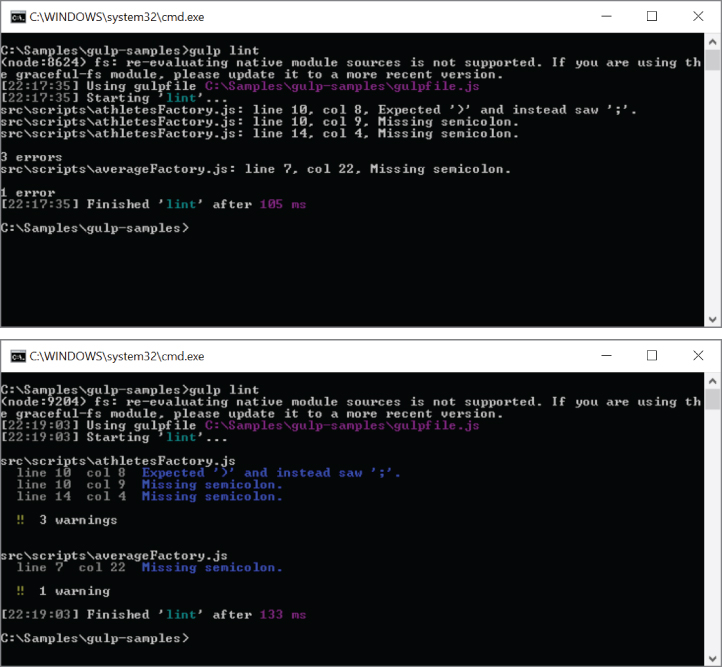 C:\WINDOWS\system32\cmd.exe
C:\Samples\gulp-samples>gulp lint
(node:8624) fs: re-evaluating native module sources is not supported. If you are using th
e graceful-fs module, please update it to a more recent version.
[22:17:35] Using gulpfile C:\Samples\gulp-samples\gulpfile.js
[22:17:35] Starting 'lint'...
src\scripts\athletesFactory.js: line 10, col 8, Expected ')' and instead saw ';'.
src\scripts\athletesFactory.js: line 10, col 9, Missing semicolon.
src\scripts\athletesFactory.js: line 14, col 4, Missing semicolon.
3 errors
src\scripts\averageFactory.js: line 7, col 22, Missing semicolon.
1 error
[22:17:35] Finished 'lint' after 105 ms
C:\Samples\gulp-samples>
C:\WINDOWS\system32\cmd.exe
C:\Samples\gulp-samples>gulp lint
(node:9204) fs: re-evaluating native module sources is not supported. If you are using th
e graceful-fs module, please update it to a more recent version.
[22:19:03] Using gulpfile C:\Samples\gulp-samples\gulpfile.js
[22:19:03] Starting 'lint'...
src\scripts\athletesFactory.js
line 10 col 8 Expected ')' and instead saw ';'.
line 10 col 9 Missing semicolon.
line 14 col 4 Missing semicolon.
‼ 3 warnings
src\scripts\averageFactory.js
line 7 col 22 Missing semicolon.
‼ 1 warning
[22:19:03] Finished 'lint' after 133 ms
C:\Samples\gulp-samples>